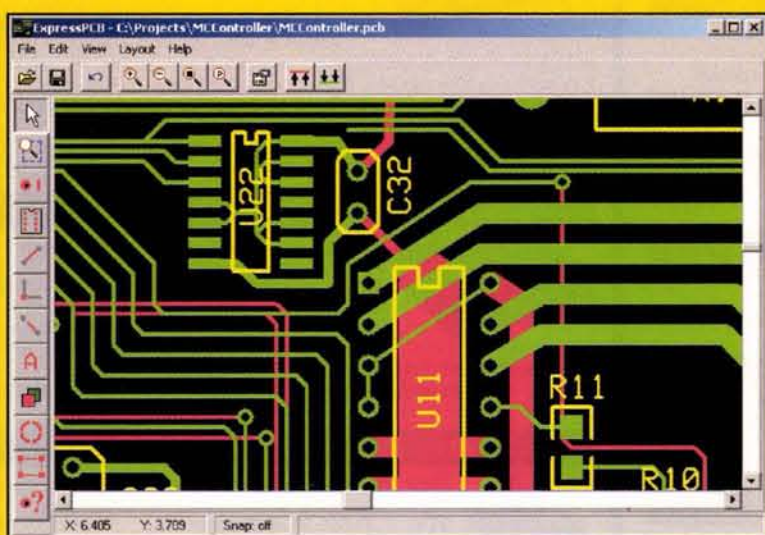 ExpressPCB - C:\Projects\MCController\MCController.pcb
File Edit View Layout Help
U22
C32
U11
R11
R10
A
X: 6.405 Y: 3.709 Snap: off